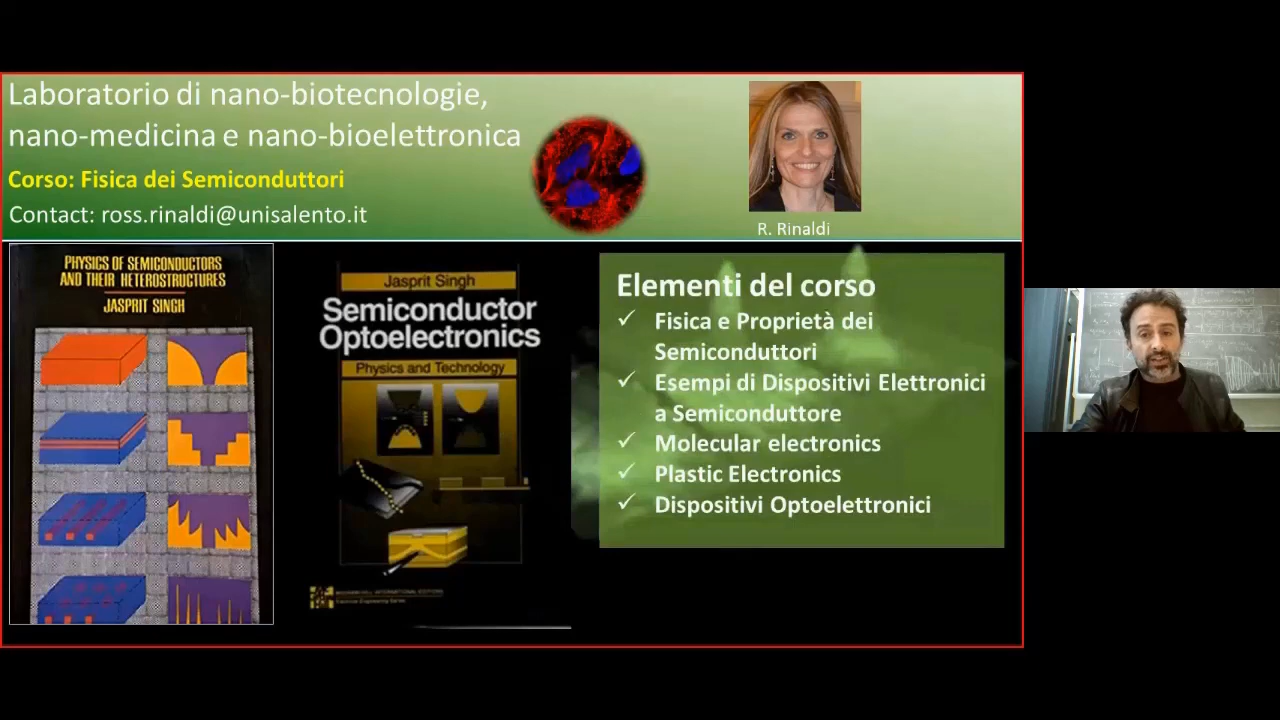 Laboratorio di nano-biotecnologie,
nano-medicina e nano-bioelettronica
Corso: Fisica dei Semiconduttori
Contact: ross.rinaldi@unisalento.it
R. Rinaldi
PHYSICS OF SEMICONDUCTORS
AND THEIR HETEROSTRUCTURES
JASPRIT SINGH
Jasprit Singh
Semiconductor
Optoelectronics
Physics and Technology
McGRAW-HILL INTERNATIONAL EDITIONS
Electrical Engineering Series
Elementi del corso
✓ Fisica e Proprietà dei
Semiconduttori
✓ Esempi di Dispositivi Elettronici
a Semiconduttore
✓ Molecular electronics
✓ Plastic Electronics
✓ Dispositivi Optoelettronici